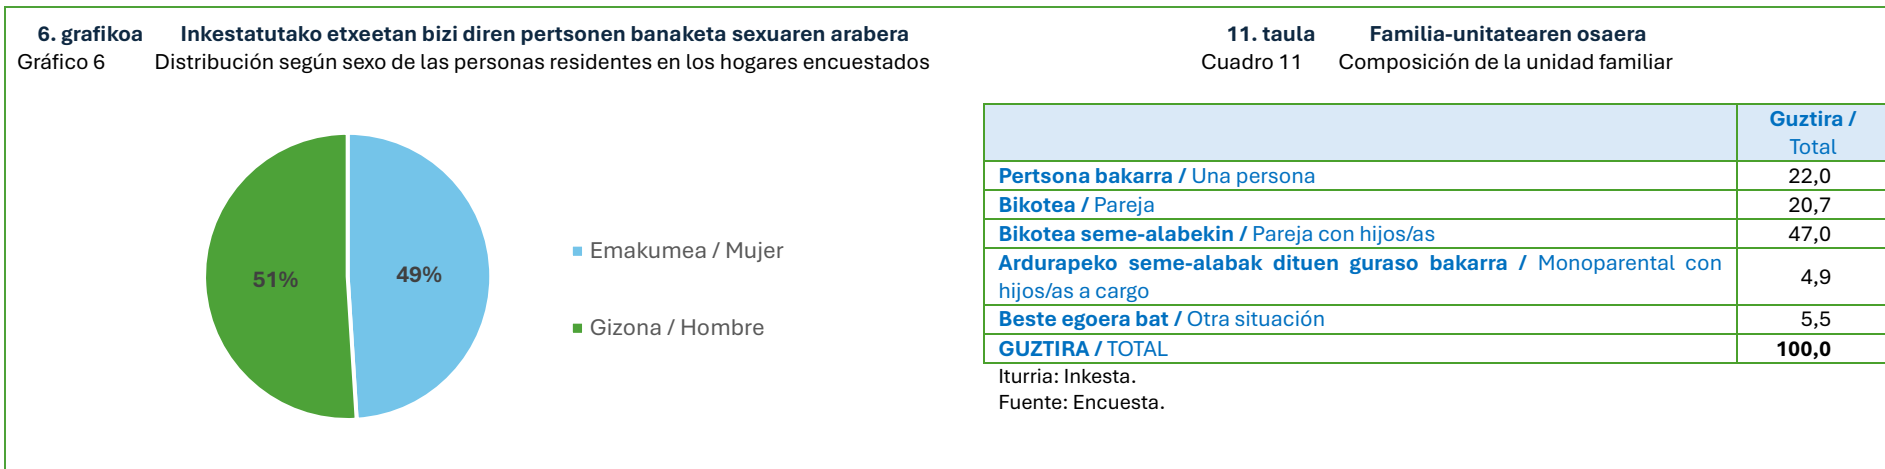 6. grafikoa Inkestatutako etxeetan bizi diren pertsonen banaketa sexuaren arabera
Gráfico 6 Distribución según sexo de las personas residentes en los hogares encuestados
51%
49%
Emakumea / Mujer
Gizona / Hombre
11. taula Familia-unitatearen osaera
Cuadro 11 Composición de la unidad familiar
Guztira /
Total
Pertsona bakarra / Una persona 22,0
Bikotea / Pareja 20,7
Bikotea seme-alabekin / Pareja con hijos/as 47,0
Ardurapeko seme-alabak dituen guraso bakarra / Monoparental con
hijos/as a cargo 4,9
Beste egoera bat / Otra situación 5,5
GUZTIRA / TOTAL 100,0
Iturria: Inkesta.
Fuente: Encuesta.